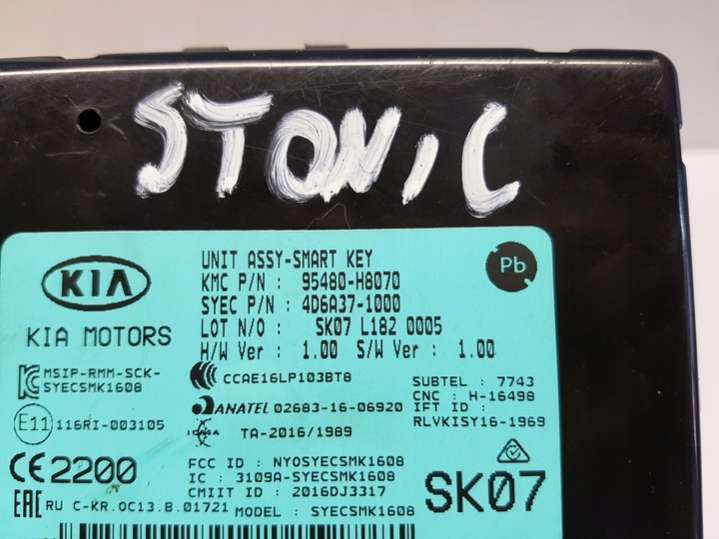 STONIC
UNIT ASSY-SMART KEY
KMC P/N : 95480-H8070
SYEC P/N : 4D6A37-1000
LOT N/O : SK07 L182 0005
H/W Ver : 1.00 S/W Ver : 1.00
Pb
KIA
KIA MOTORS
MSIP-RMM-SCK-
SYECSMK1608
CCAE16LP103BT8
SUBTEL : 7743
CNC : H-16498
IFT ID :
RLVKISY16-1969
ANATEL 02683-16-06920
E11 116RI-003105
ICASA TA-2016/1989
CE 2200
FCC ID : NYOSYECSMK1608
IC : 3109A-SYECSMK1608
CMIIT ID : 2016DJ3317
MODEL : SYECSMK1608
SK07
EAC RU C-KR.OC13.B.01721